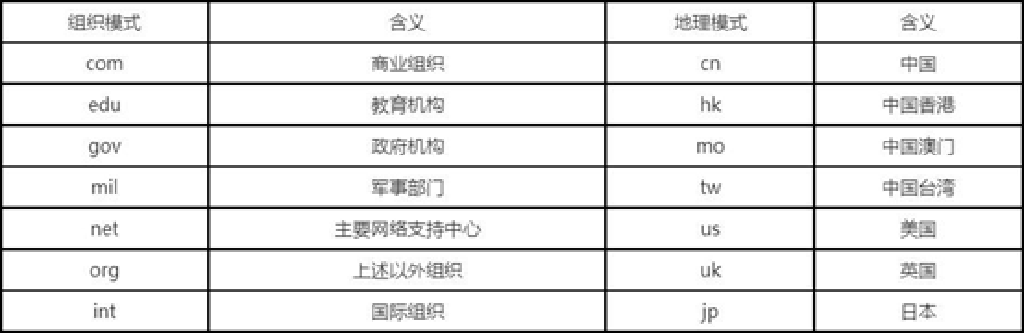 组织模式 含义 地理模式 含义
com 商业组织 cn 中国
edu 教育机构 hk 中国香港
gov 政府机构 mo 中国澳门
mil 军事部门 tw 中国台湾
net 主要网络支持中心 us 美国
org 上述以外组织 uk 英国
int 国际组织 jp 日本